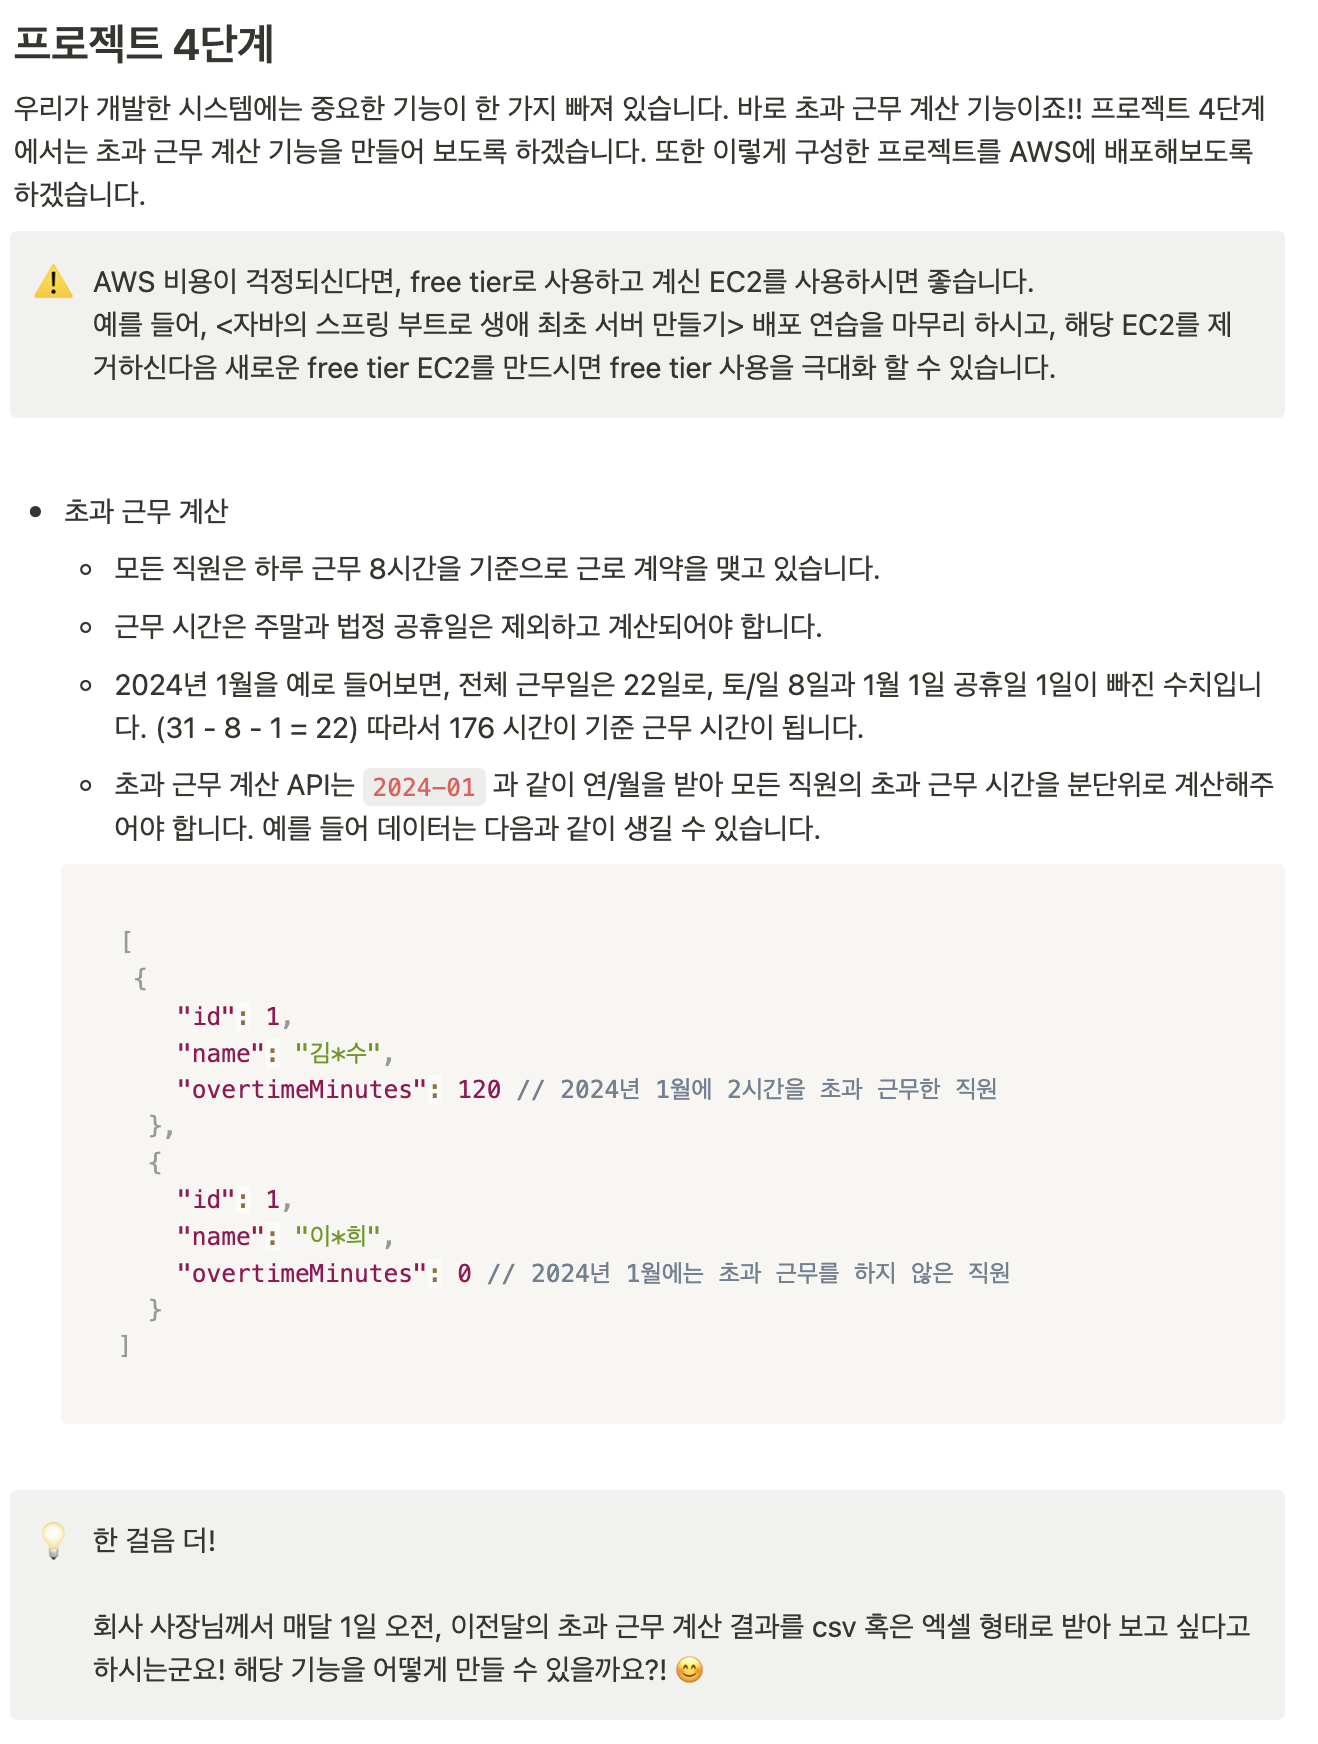 프로젝트 4단계
우리가 개발한 시스템에는 중요한 기능이 한 가지 빠져 있습니다. 바로 초과 근무 계산 기능이죠!! 프로젝트 4단계
에서는 초과 근무 계산 기능을 만들어 보도록 하겠습니다. 또한 이렇게 구성한 프로젝트를 AWS에 배포해보도록
하겠습니다.
⚠️ AWS 비용이 걱정되신다면, free tier로 사용하고 계신 EC2를 사용하시면 좋습니다.
예를 들어, <자바의 스프링 부트로 생애 최초 서버 만들기> 배포 연습을 마무리 하시고, 해당 EC2를 제
거하신다음 새로운 free tier EC2를 만드시면 free tier 사용을 극대화 할 수 있습니다.
• 초과 근무 계산
◦ 모든 직원은 하루 근무 8시간을 기준으로 근로 계약을 맺고 있습니다.
◦ 근무 시간은 주말과 법정 공휴일은 제외하고 계산되어야 합니다.
◦ 2024년 1월을 예로 들어보면, 전체 근무일은 22일로, 토/일 8일과 1월 1일 공휴일 1일이 빠진 수치입니
다. (31 - 8 - 1 = 22) 따라서 176 시간이 기준 근무 시간이 됩니다.
◦ 초과 근무 계산 API는 2024-01 과 같이 연/월을 받아 모든 직원의 초과 근무 시간을 분단위로 계산해주
어야 합니다. 예를 들어 데이터는 다음과 같이 생길 수 있습니다.
[
{
"id": 1,
"name": "김*수",
"overtimeMinutes": 120 // 2024년 1월에 2시간을 초과 근무한 직원
},
{
"id": 1,
"name": "이*희",
"overtimeMinutes": 0 // 2024년 1월에는 초과 근무를 하지 않은 직원
}
]
💡 한 걸음 더!
회사 사장님께서 매달 1일 오전, 이전달의 초과 근무 계산 결과를 csv 혹은 엑셀 형태로 받아 보고 싶다고
하시는군요! 해당 기능을 어떻게 만들 수 있을까요?! 😊